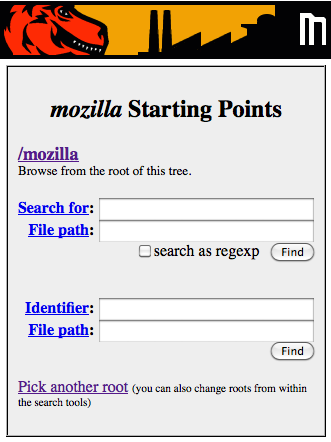 M
mozilla Starting Points
/mozilla
Browse from the root of this tree.
Search for:
File path:
search as regexp Find
Identifier:
File path:
Find
Pick another root (you can also change roots from within
the search tools)